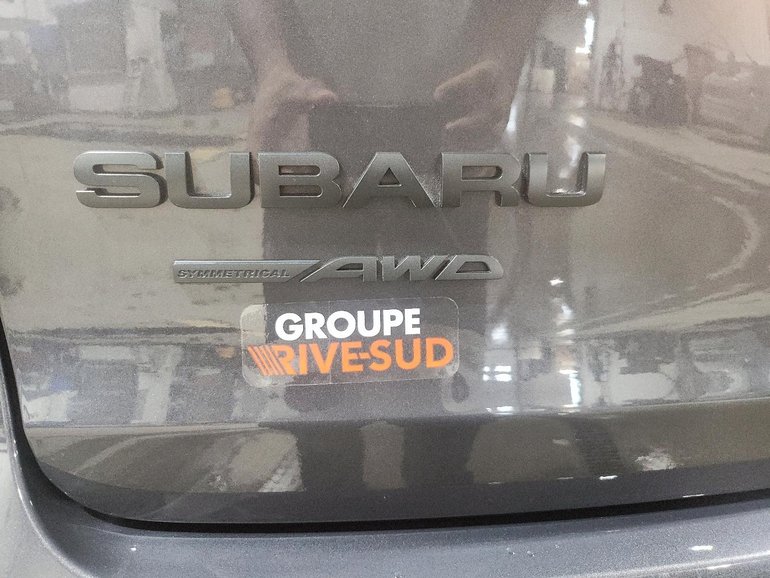 SUBARU
SYMMETRICAL AWD
GROUPE
RIVE-SUD